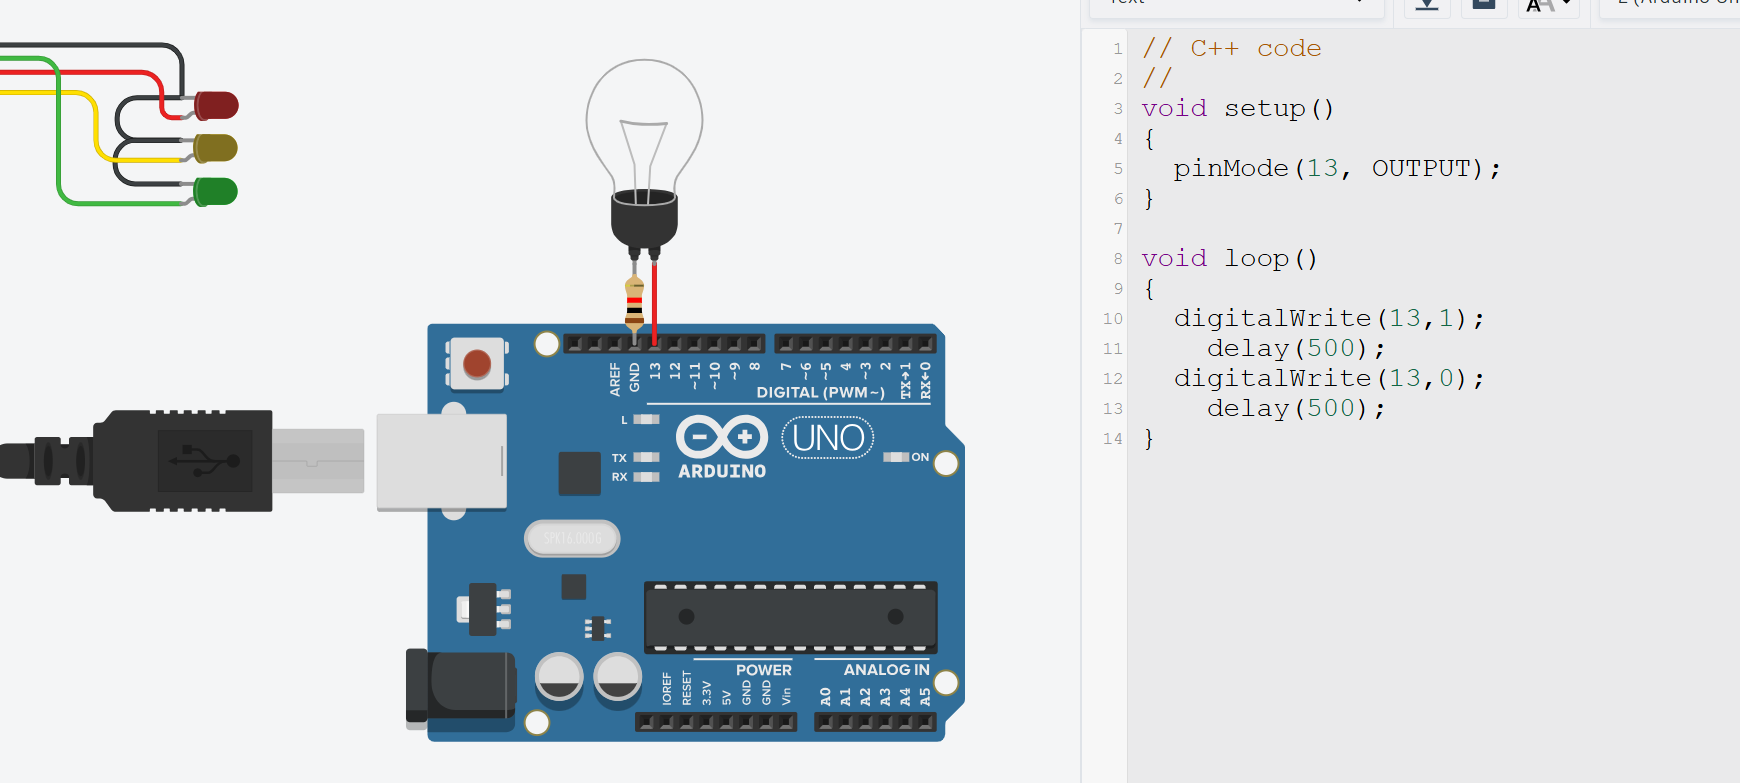 Text
1 // C++ code
2 //
3 void setup()
4 {
5 pinMode(13, OUTPUT);
6 }
7
8 void loop()
9 {
10 digitalWrite(13,1);
11 delay(500);
12 digitalWrite(13,0);
13 delay(500);
14 }
AREF
GND
13
12
~11
~10
~9
8
7
~6
~5
4
~3
2
TX→1
RX←0
DIGITAL (PWM~)
L
TX
RX
ARDUINO
UNO
ON
SPK16.000G
POWER
ANALOG IN
IOREF
RESET
3.3V
5V
GND
GND
Vin
A0
A1
A2
A3
A4
A5